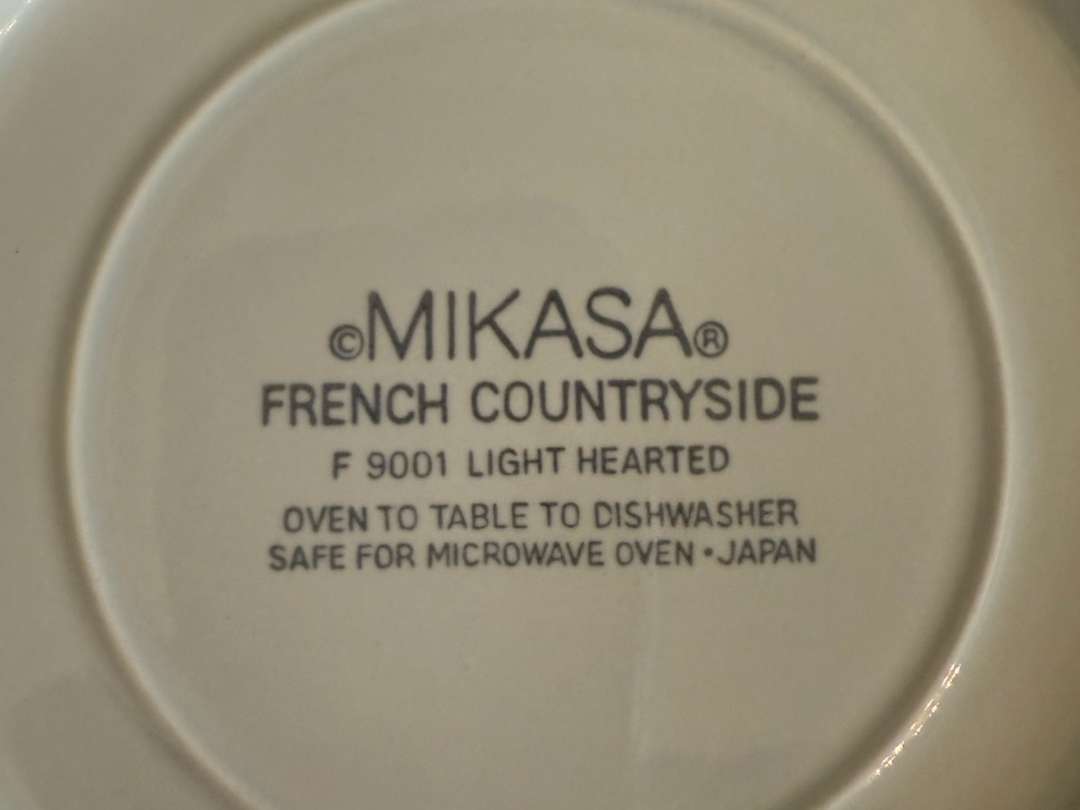 ©MIKASA®
FRENCH COUNTRYSIDE
F 9001 LIGHT HEARTED
OVEN TO TABLE TO DISHWASHER
SAFE FOR MICROWAVE OVEN • JAPAN